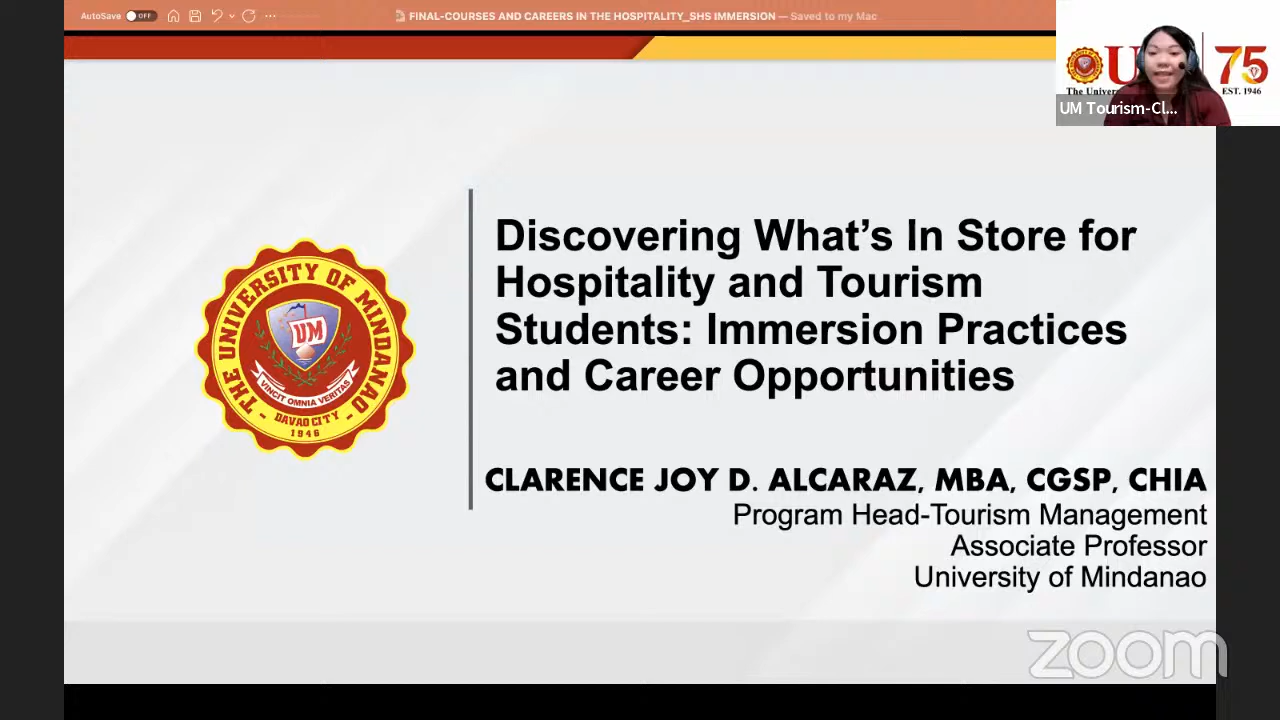 AutoSave OFF
FINAL-COURSES AND CAREERS IN THE HOSPITALITY_SHS IMMERSION — Saved to my Mac
75
EST. 1946
UM Tourism-Cl...
Discovering What’s In Store for
Hospitality and Tourism
Students: Immersion Practices
and Career Opportunities
THE UNIVERSITY OF MINDANAO
UM
VINCIT OMNIA VERITAS
DAVAO CITY
1946
CLARENCE JOY D. ALCARAZ, MBA, CGSP, CHIA
Program Head-Tourism Management
Associate Professor
University of Mindanao
zoom